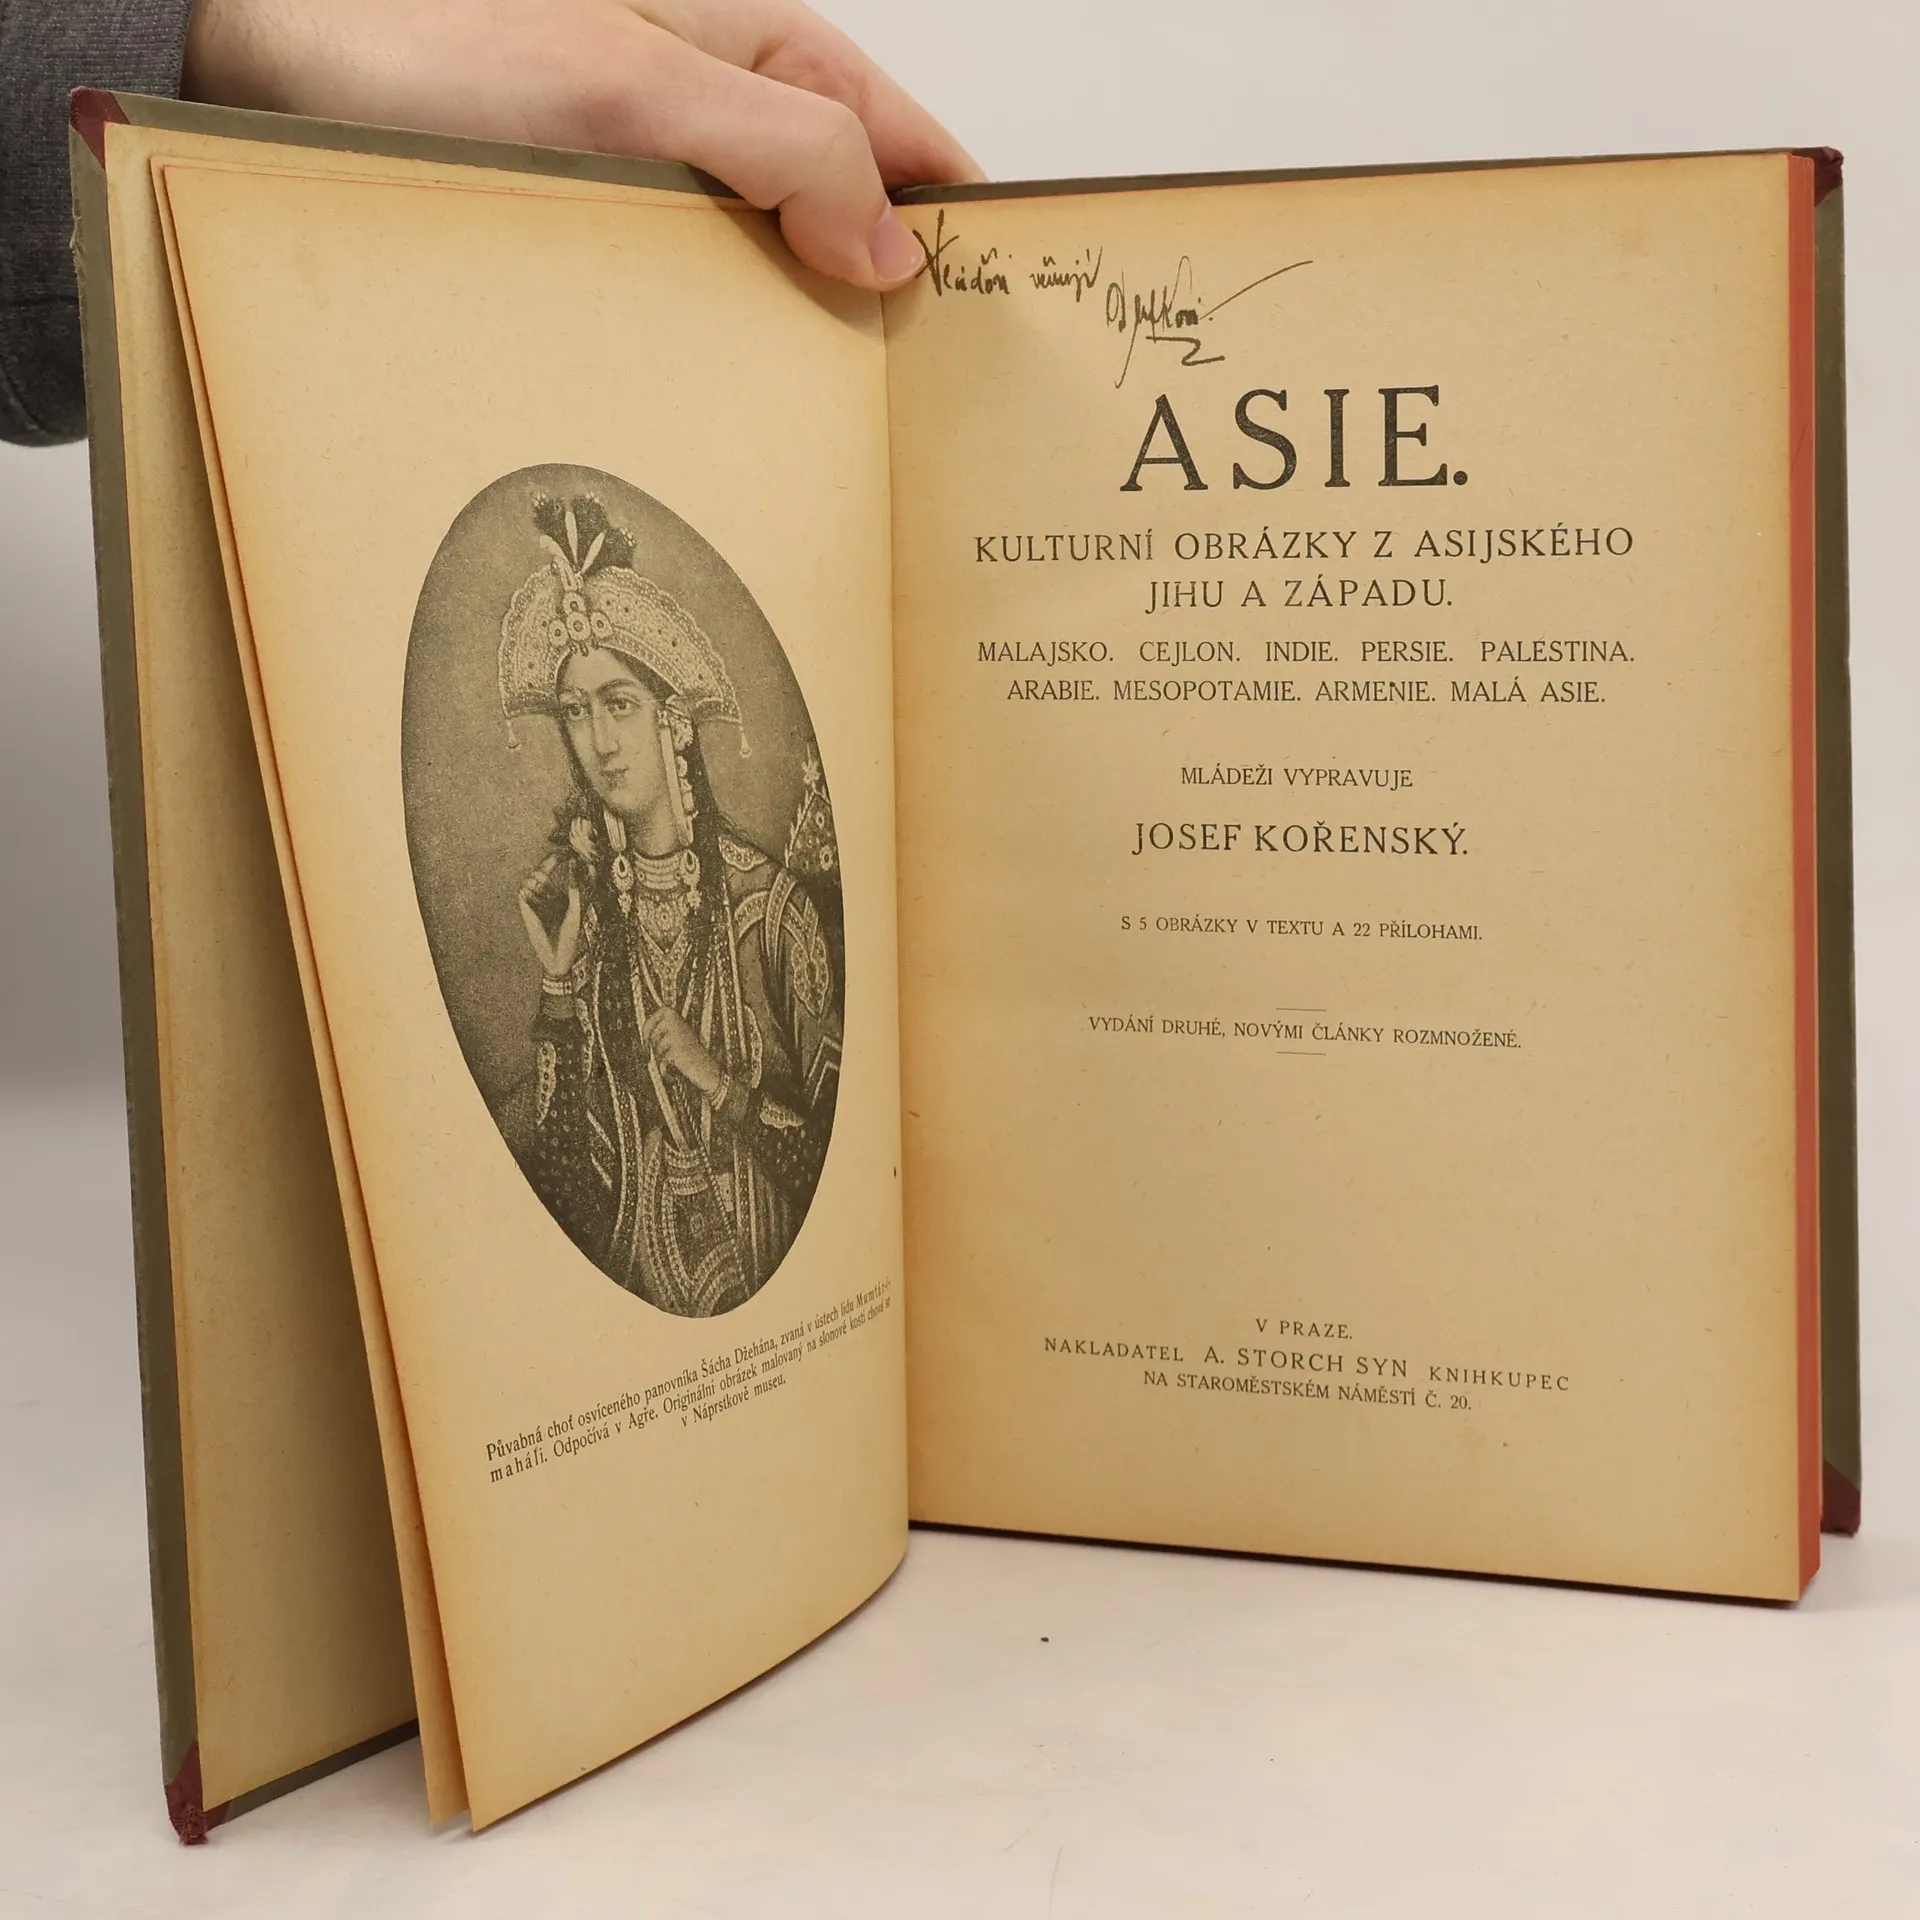 Původná choť osvíceného panovníka Šácha Džehána, zvaná v ústech lidu Mumtáz-i-
maháli. Odpočívá v Agře. Originální obrázek malovaný na slonové kosti chová se
v Náprstkově museu.
věnují
ASIE.
KULTURNÍ OBRÁZKY Z ASIJSKÉHO
JIHU A ZÁPADU.
MALAJSKO. CEJLON. INDIE. PERSIE. PALESTINA.
ARABIE. MESOPOTAMIE. ARMENIE. MALÁ ASIE.
MLÁDEŽI VYPRAVUJE
JOSEF KOŘENSKÝ.
S 5 OBRÁZKY V TEXTU A 22 PŘÍLOHAMI.
VYDÁNÍ DRUHÉ, NOVÝMI ČLÁNKY ROZMNOŽENÉ.
V PRAZE.
NAKLADATEL A. STORCH SYN KNIHKUPEC
NA STAROMĚSTSKÉM NÁMĚSTÍ Č. 20.